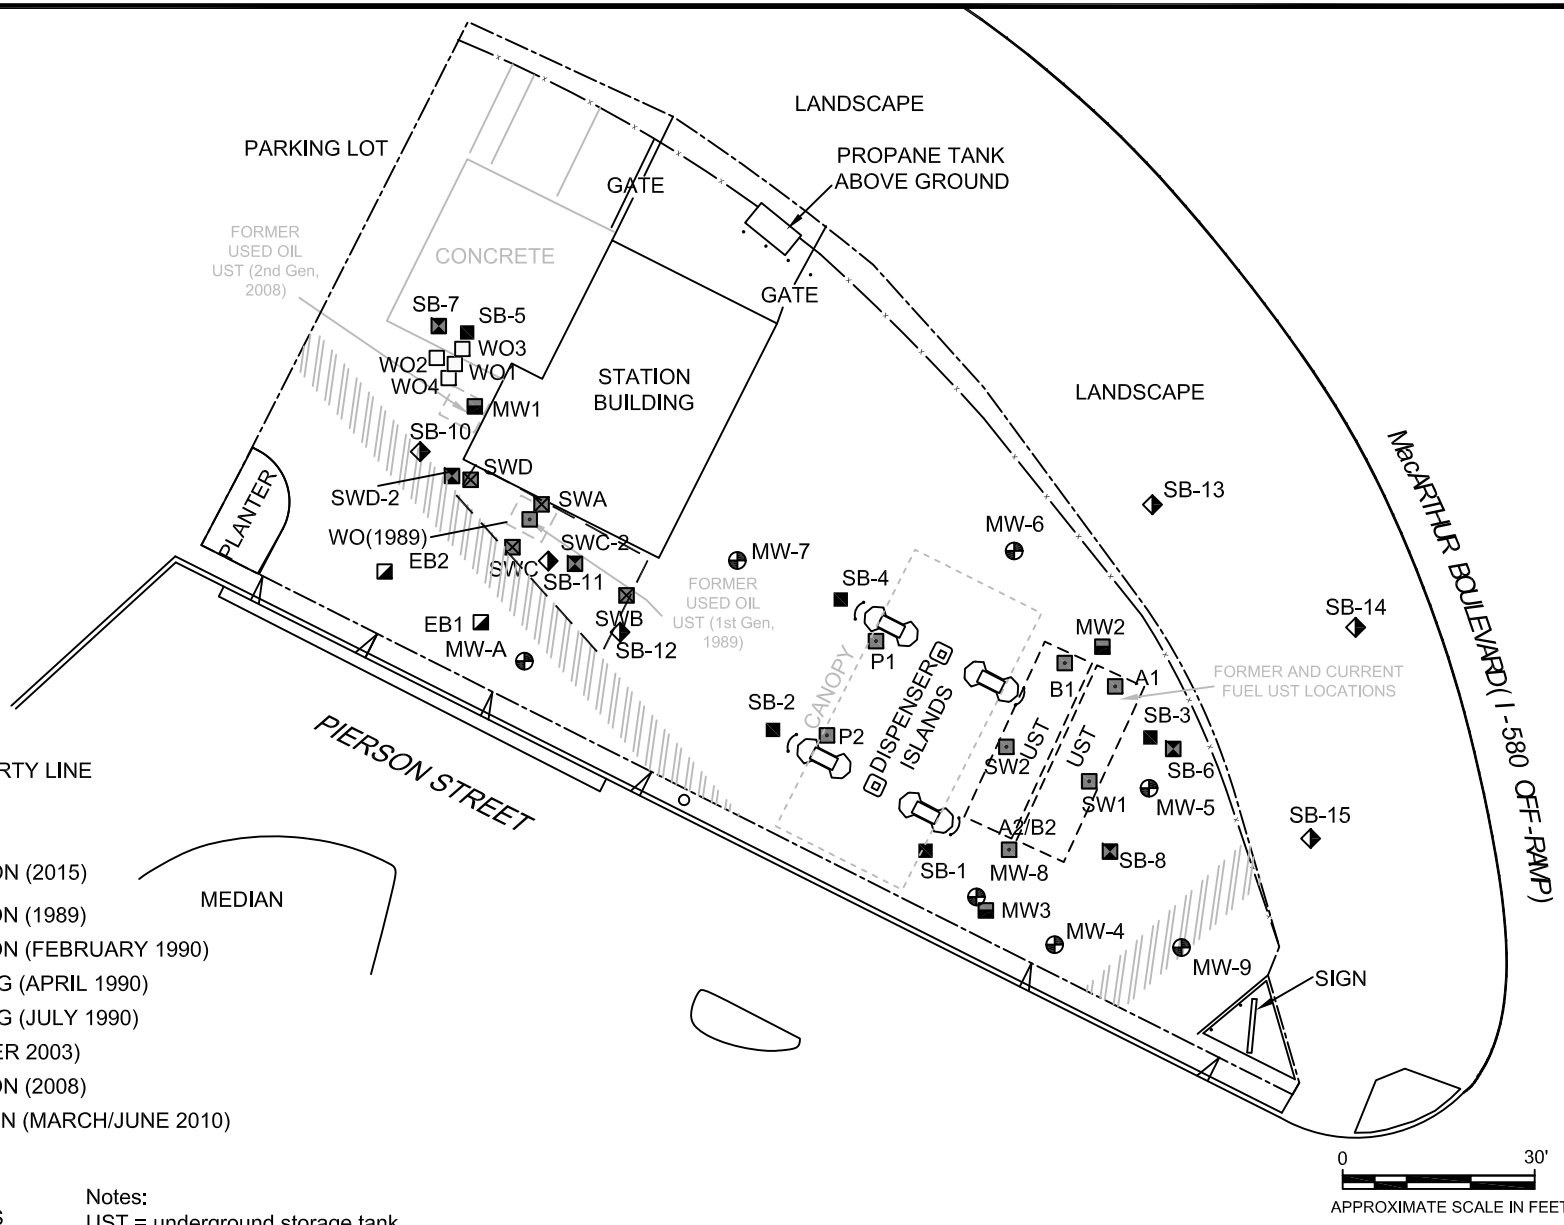 LANDSCAPE
PARKING LOT
PROPANE TANK
ABOVE GROUND
GATE
FORMER
USED OIL
UST (2nd Gen,
2008)
CONCRETE
GATE
SB-7
SB-5
WO3
WO2
WO1
WO4
STATION
BUILDING
MW1
LANDSCAPE
SB-10
SWD
SWD-2
SWA
PLANTER
WO(1989)
EB2
SWC
SWC-2
SB-11
SWB
SB-12
EB1
MW-A
FORMER
USED OIL
UST (1st Gen,
1989)
MW-7
MW-6
SB-13
SB-14
MacARTHUR BOULEVARD(I-580 OFF-RAMP)
SB-4
P1
CANOPY
DISPENSER
ISLANDS
MW2
B1
A1
FORMER AND CURRENT
FUEL UST LOCATIONS
SB-2
P2
SW2
UST
UST
SB-3
SB-6
SW1
MW-5
SB-15
A2/B2
SB-1
MW-8
SB-8
MW3
MW-4
MW-9
SIGN
PIERSON STREET
MEDIAN
RTY LINE
ON (2015)
ON (1989)
ON (FEBRUARY 1990)
G (APRIL 1990)
G (JULY 1990)
ER 2003)
ON (2008)
N (MARCH/JUNE 2010)
S
Notes:
UST = underground storage tank
0 30'
APPROXIMATE SCALE IN FEET